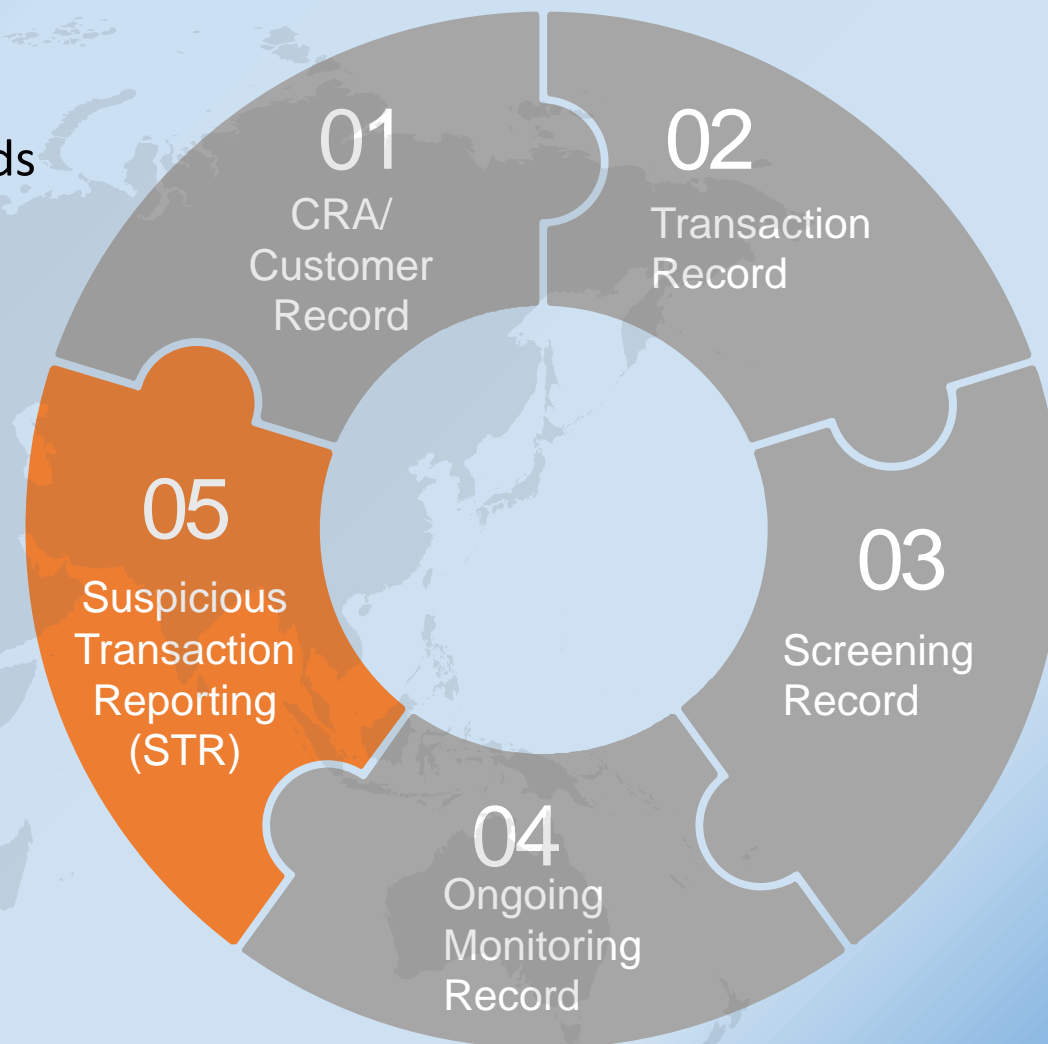 ds
01
CRA/
Customer
Record
02
Transaction
Record
03
Screening
Record
04
Ongoing
Monitoring
Record
05
Suspicious
Transaction
Reporting
(STR)